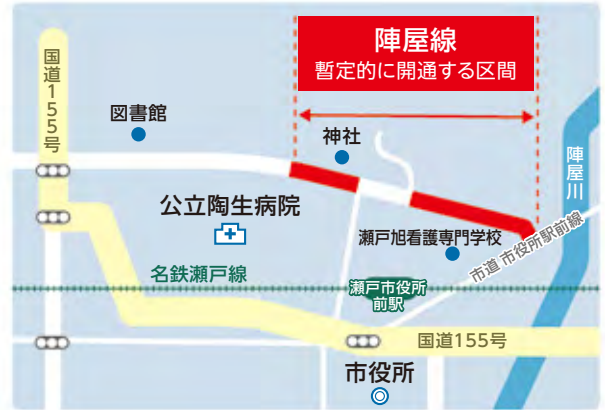 陣屋線
暫定的に開通する区間
国道155号
図書館
神社
陣屋川
公立陶生病院
瀬戸旭看護専門学校
市道 市役所駅前線
名鉄瀬戸線
瀬戸市役所
前駅
国道155号
市役所